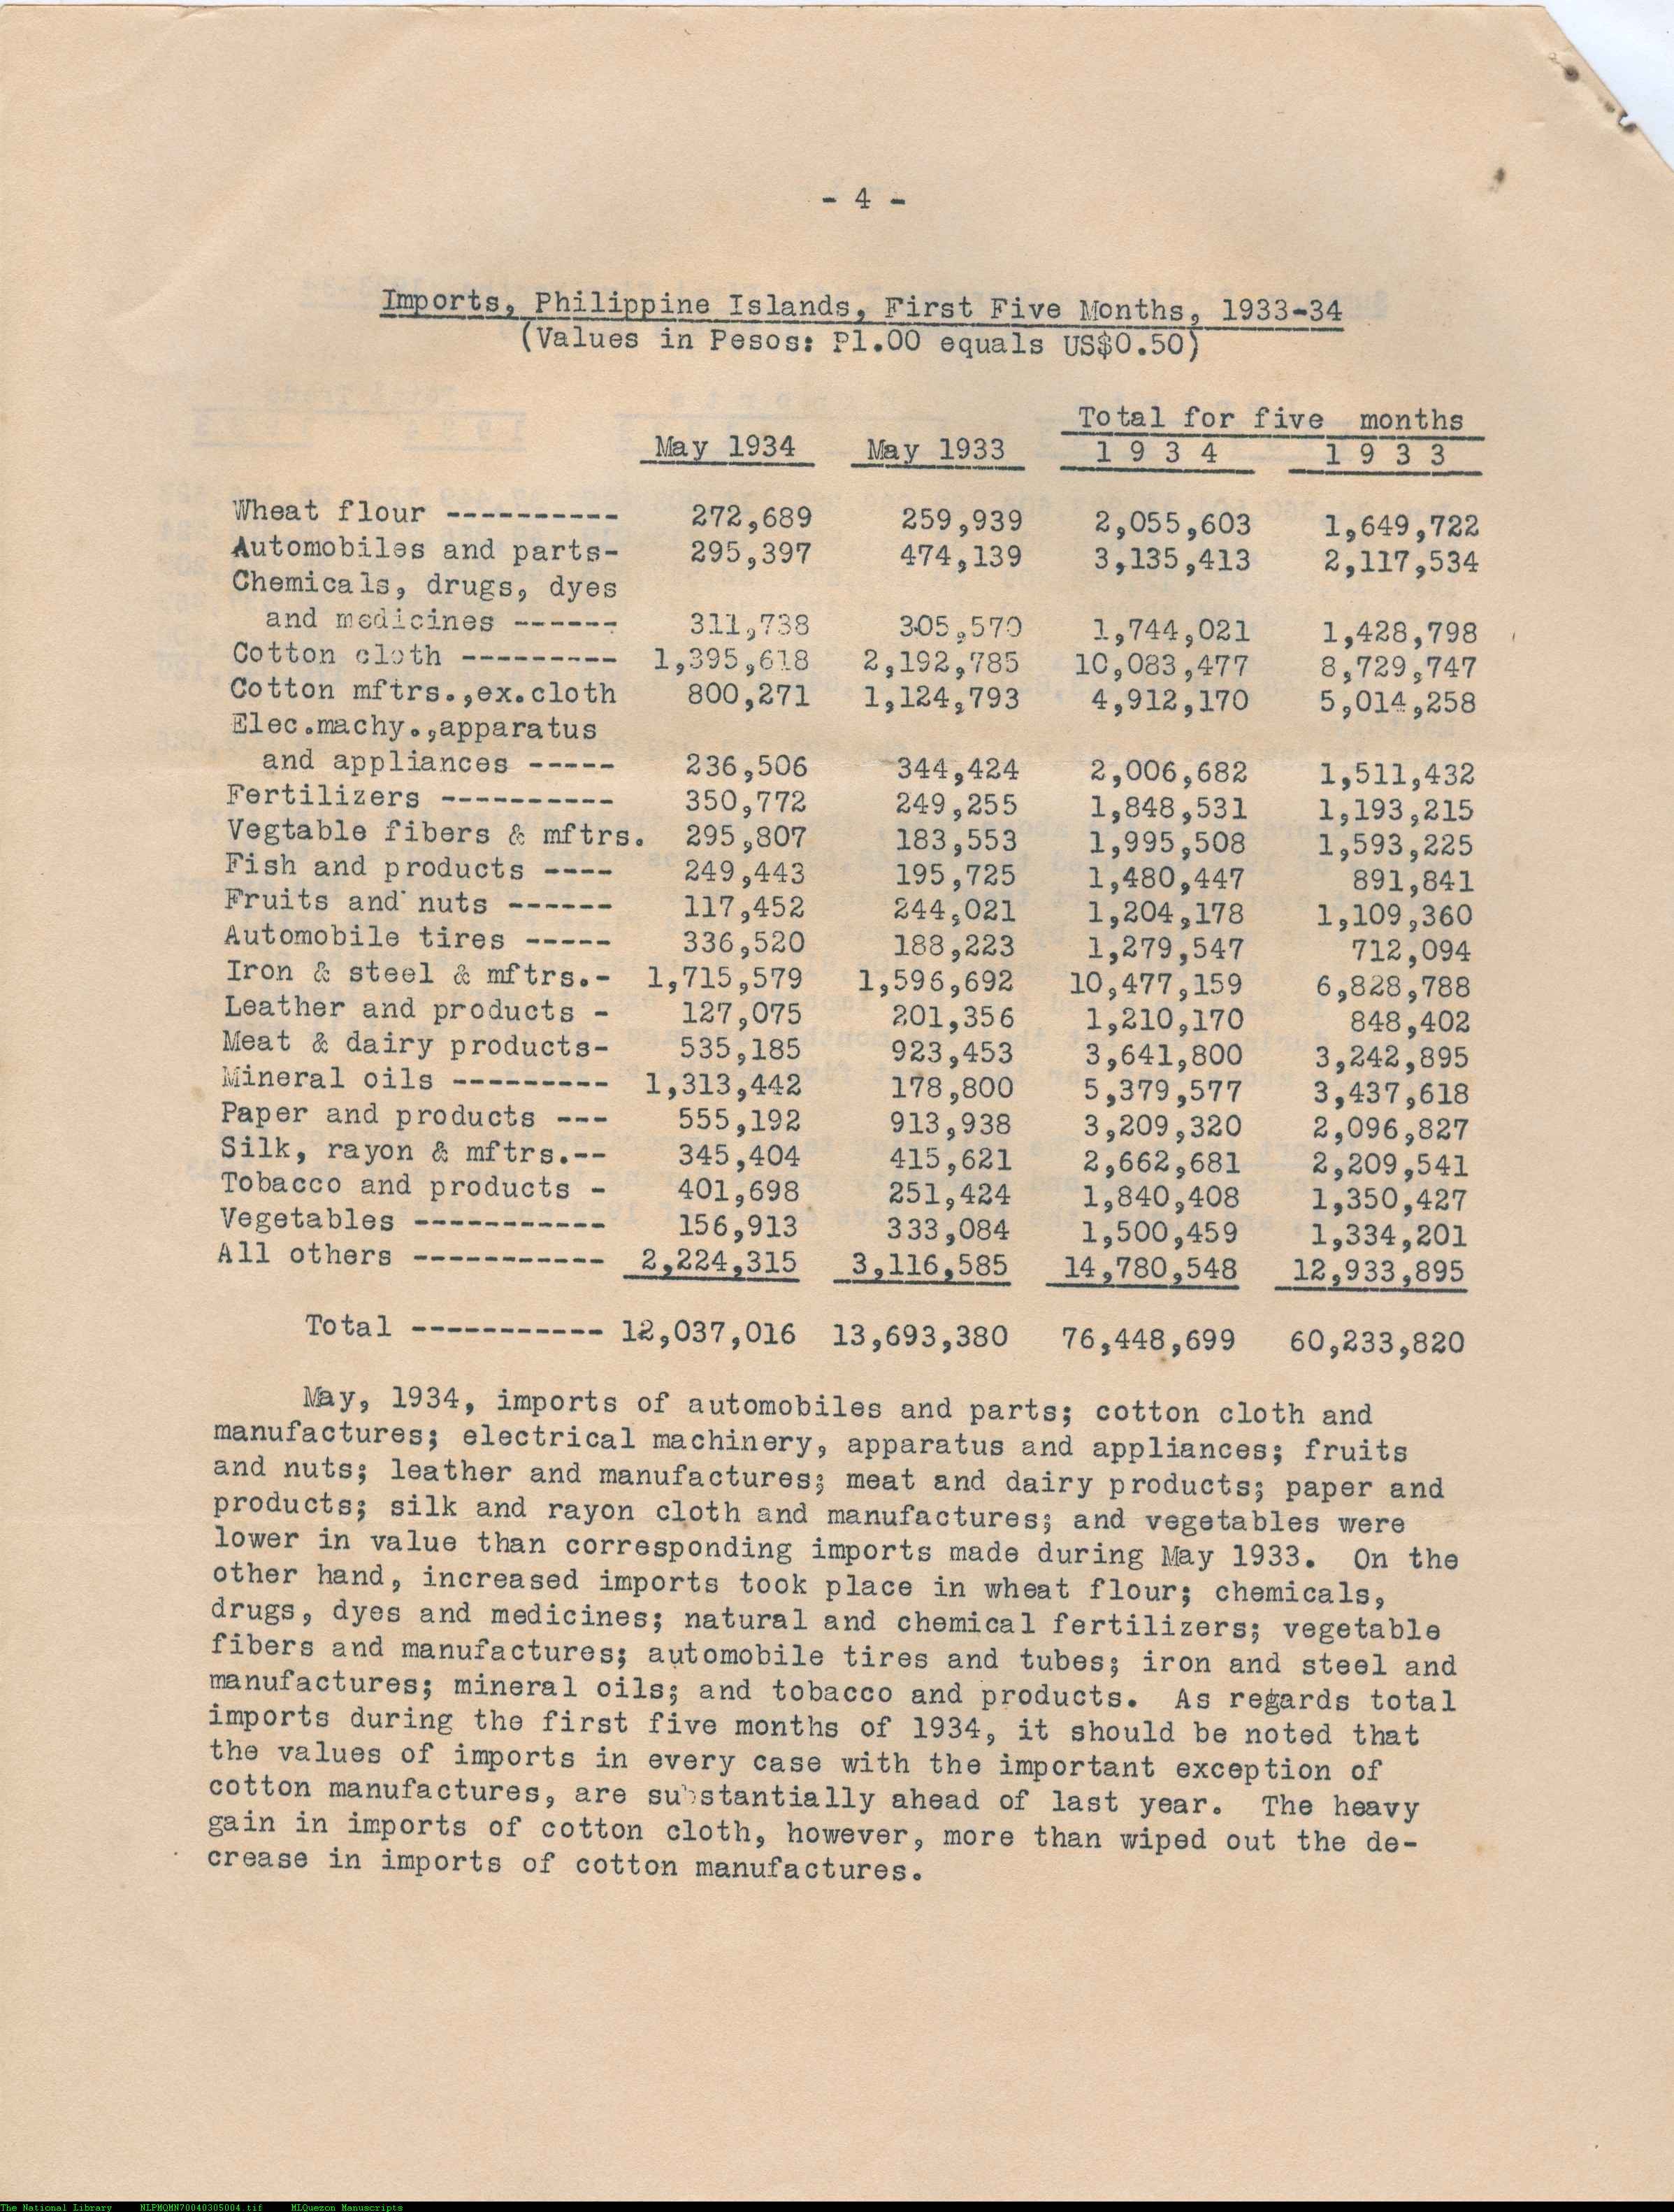 - 4 -
Imports, Philippine Islands, First Five Months, 1933-34
(Values in Pesos: P1.00 equals US$0.50)
Total for five months
May 1934 May 1933 1 9 3 4 1 9 3 3
Wheat flour ---------- 272,689 259,939 2,055,603 1,649,722
Automobiles and parts- 295,397 474,139 3,135,413 2,117,534
Chemicals, drugs, dyes
and medicines ------ 311,738 305,570 1,744,021 1,428,798
Cotton cloth --------- 1,395,618 2,192,785 10,083,477 8,729,747
Cotton mftrs.,ex.cloth 800,271 1,124,793 4,912,170 5,014,258
Elec.machy.,apparatus
and appliances ----- 236,506 344,424 2,006,682 1,511,432
Fertilizers ---------- 350,772 249,255 1,848,531 1,193,215
Vegtable fibers & mftrs. 295,807 183,553 1,995,508 1,593,225
Fish and products ---- 249,443 195,725 1,480,447 891,841
Fruits and nuts ------ 117,452 244,021 1,204,178 1,109,360
Automobile tires ----- 336,520 188,223 1,279,547 712,094
Iron & steel & mftrs.- 1,715,579 1,596,692 10,477,159 6,828,788
Leather and products - 127,075 201,356 1,210,170 848,402
Meat & dairy products- 535,185 923,453 3,641,800 3,242,895
Mineral oils --------- 1,313,442 178,800 5,379,577 3,437,618
Paper and products --- 555,192 913,938 3,209,320 2,096,827
Silk, rayon & mftrs.-- 345,404 415,621 2,662,681 2,209,541
Tobacco and products - 401,698 251,424 1,840,408 1,350,427
Vegetables ----------- 156,913 333,084 1,500,459 1,334,201
All others ----------- 2,224,315 3,116,585 14,780,548 12,933,895
Total ----------- 12,037,016 13,693,380 76,448,699 60,233,820
May, 1934, imports of automobiles and parts; cotton cloth and
manufactures; electrical machinery, apparatus and appliances; fruits
and nuts; leather and manufactures; meat and dairy products; paper and
products; silk and rayon cloth and manufactures; and vegetables were
lower in value than corresponding imports made during May 1933. On the
other hand, increased imports took place in wheat flour; chemicals,
drugs, dyes and medicines; natural and chemical fertilizers; vegetable
fibers and manufactures; automobile tires and tubes; iron and steel and
manufactures; mineral oils; and tobacco and products. As regards total
imports during the first five months of 1934, it should be noted that
the values of imports in every case with the important exception of
cotton manufactures, are substantially ahead of last year. The heavy
gain in imports of cotton cloth, however, more than wiped out the de-
crease in imports of cotton manufactures.
The National Library NLPMQMN70040305004.tif MLQuezon Manuscripts